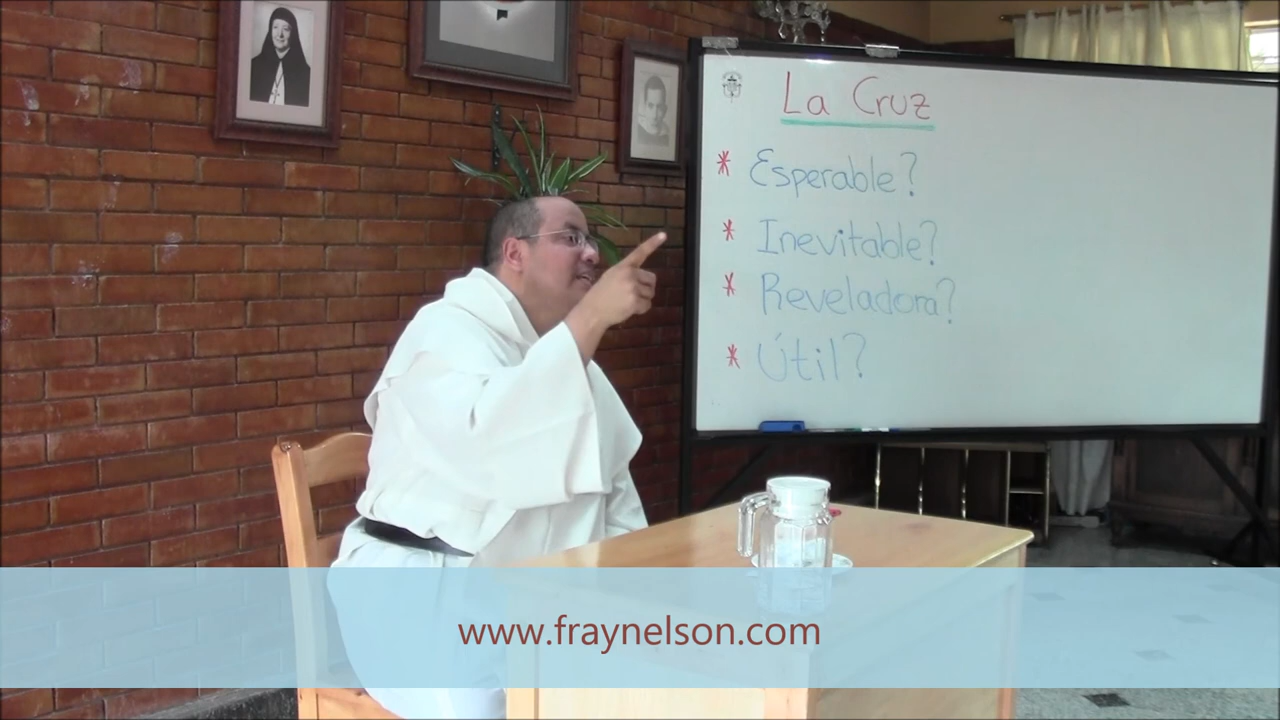 La Cruz
* Esperable?
* Inevitable?
* Reveladora?
* Útil?
www.fraynelson.com